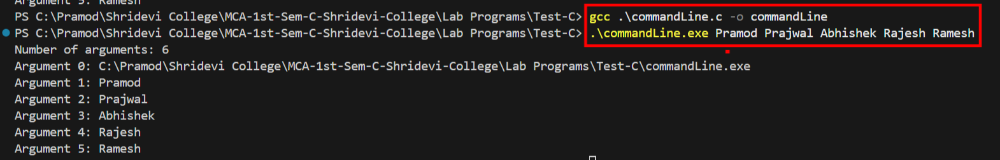 Argument 5: Ramesh
PS C:\Pramod\Shridevi College\MCA-1st-Sem-C-Shridevi-College\Lab Programs\Test-C> gcc .\commandLine.c -o commandLine
PS C:\Pramod\Shridevi College\MCA-1st-Sem-C-Shridevi-College\Lab Programs\Test-C> .\commandLine.exe Pramod Prajwal Abhishek Rajesh Ramesh
Number of arguments: 6
Argument 0: C:\Pramod\Shridevi College\MCA-1st-Sem-C-Shridevi-College\Lab Programs\Test-C\commandLine.exe
Argument 1: Pramod
Argument 2: Prajwal
Argument 3: Abhishek
Argument 4: Rajesh
Argument 5: Ramesh